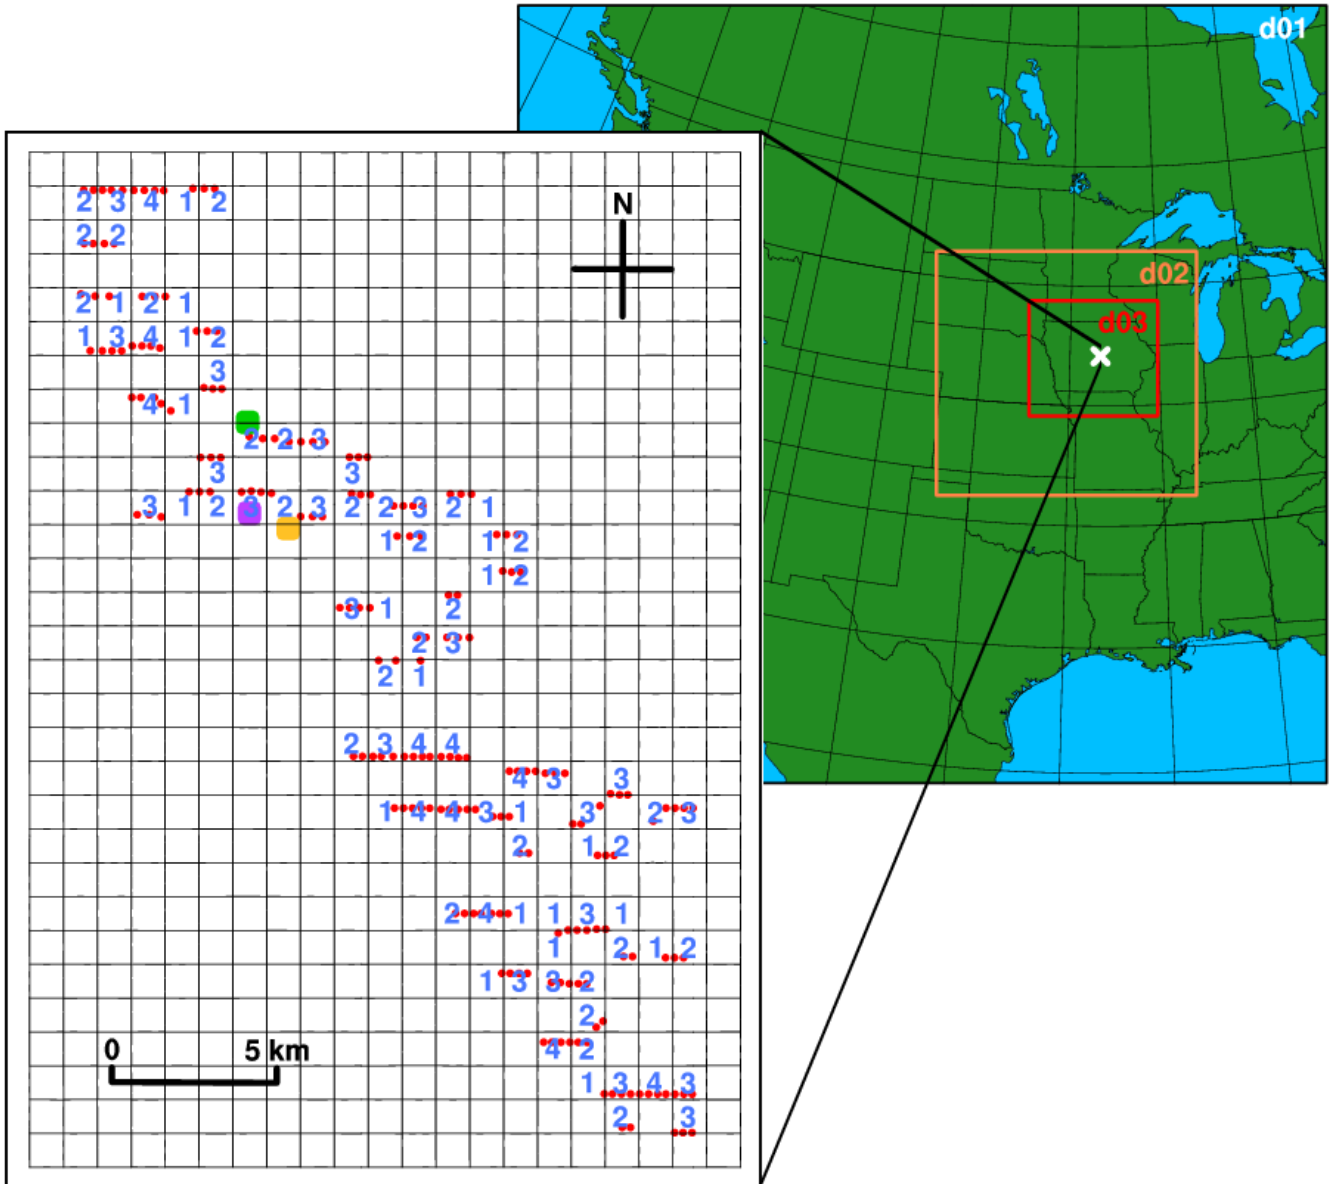 d01
d02
d03
N
2 3 4 1 2
2 2
2 1 2 1
1 3 4 1 2
3
4 1
2 2 3
3 3
3 1 2 3 2 3 2 2 3 2 1
1 2 1 2
1 2
3 1 2
2 3
2 1
2 3 4 4
4 3 3
1 4 4 3 1 3 2 3
2 1 2
2 4 1 1 3 1
1 2 1 2
1 3 3 2
2
4 2
0 5 km
1 3 4 3
2 3